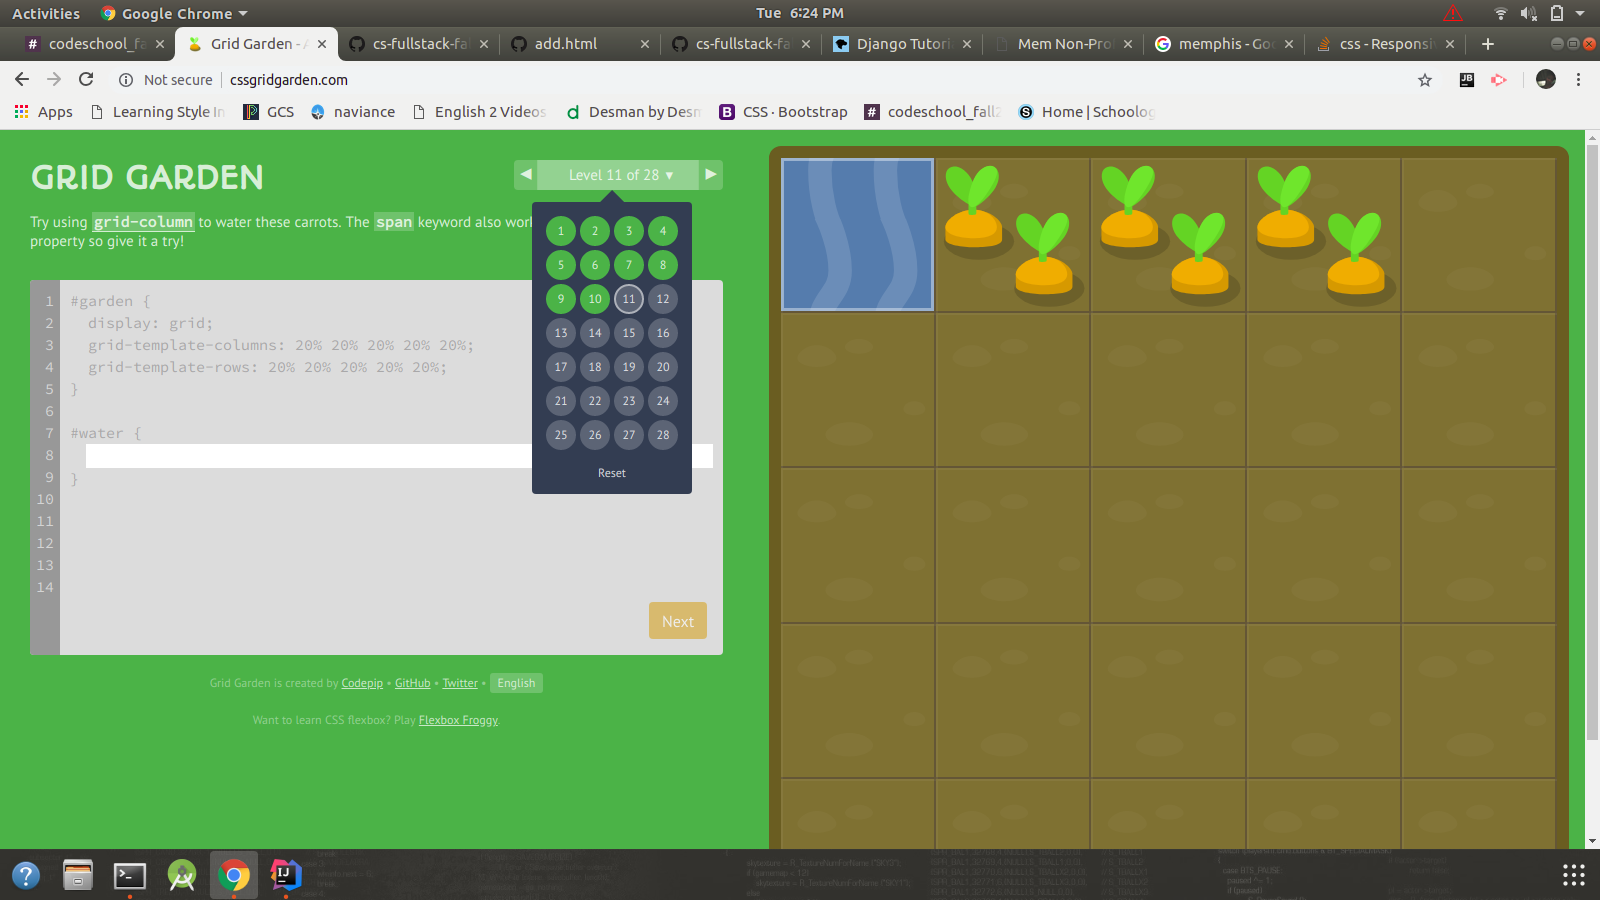 Activities
Google Chrome
Tue 6:24 PM
codeschool_fa
Grid Garden - A
cs-fullstack-fal
add.html
cs-fullstack-fal
Django Tutori
Mem Non-Pro
memphis - Go
css - Responsiv
Not secure
cssgridgarden.com
Apps
Learning Style In
GCS
naviance
English 2 Videos
Desman by Desm
CSS · Bootstrap
codeschool_fall2
Home | Schoolog
GRID GARDEN
Level 11 of 28
Try using grid-column to water these carrots. The span keyword also work
property so give it a try!
1 2 3 4
5 6 7 8
9 10 11 12
13 14 15 16
17 18 19 20
21 22 23 24
25 26 27 28
Reset
1 #garden {
2 display: grid;
3 grid-template-columns: 20% 20% 20% 20% 20%;
4 grid-template-rows: 20% 20% 20% 20% 20%;
5 }
6
7 #water {
8
9 }
10
11
12
13
14
Next
Grid Garden is created by Codepip • GitHub • Twitter • English
Want to learn CSS flexbox? Play Flexbox Froggy.